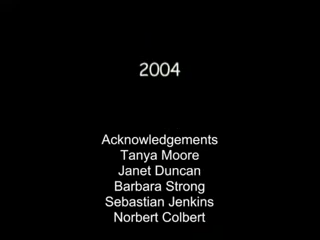 2004
Acknowledgements
Tanya Moore
Janet Duncan
Barbara Strong
Sebastian Jenkins
Norbert Colbert